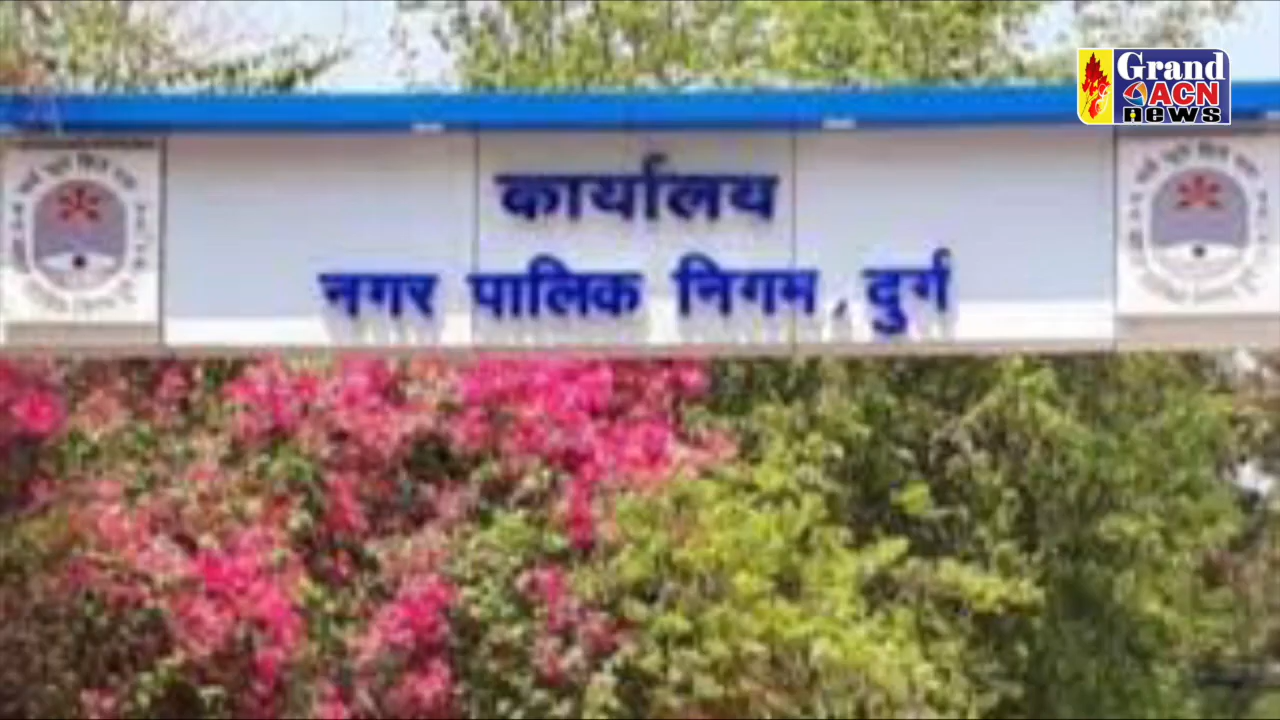 Grand
ACN
news
कार्यालय
नगर पालिक निगम, दुर्ग